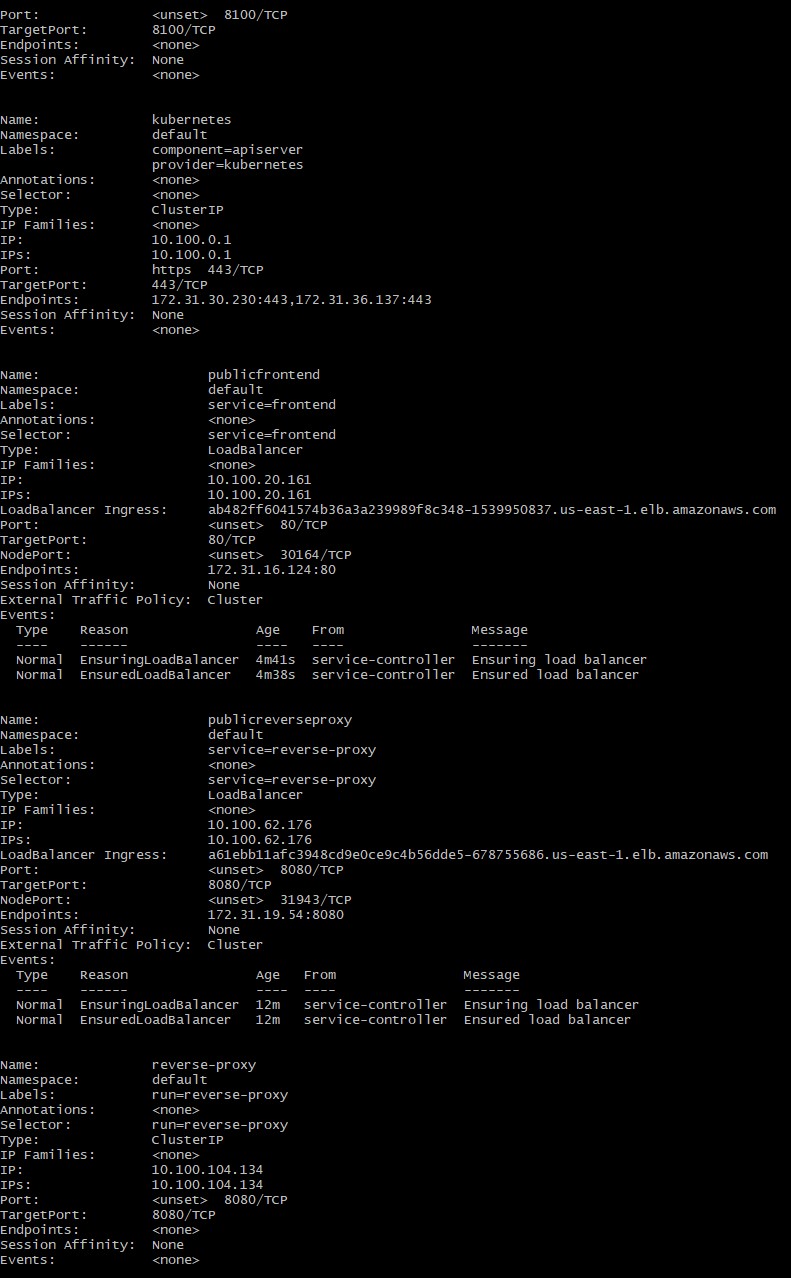 Port:              <unset>  8100/TCP
TargetPort:        8100/TCP
Endpoints:         <none>
Session Affinity:  None
Events:            <none>
Name:              kubernetes
Namespace:         default
Labels:            component=apiserver
                   provider=kubernetes
Annotations:       <none>
Selector:          <none>
Type:              ClusterIP
IP Families:       <none>
IP:                10.100.0.1
IPs:               10.100.0.1
Port:              https  443/TCP
TargetPort:        443/TCP
Endpoints:         172.31.30.230:443,172.31.36.137:443
Session Affinity:  None
Events:            <none>
Name:                     publicfrontend
Namespace:                default
Labels:                   service=frontend
Annotations:              <none>
Selector:                 service=frontend
Type:                     LoadBalancer
IP Families:              <none>
IP:                       10.100.20.161
IPs:                      10.100.20.161
LoadBalancer Ingress:     ab482ff6041574b36a3a239989f8c348-1539950837.us-east-1.elb.amazonaws.com
Port:                     <unset>  80/TCP
TargetPort:               80/TCP
NodePort:                 <unset>  30164/TCP
Endpoints:                172.31.16.124:80
Session Affinity:         None
External Traffic Policy:  Cluster
Events:
  Type    Reason                Age    From                Message
  ----    ------                ----   ----                -------
  Normal  EnsuringLoadBalancer  4m41s  service-controller  Ensuring load balancer
  Normal  EnsuredLoadBalancer   4m38s  service-controller  Ensured load balancer
Name:                     publicreverseproxy
Namespace:                default
Labels:                   service=reverse-proxy
Annotations:              <none>
Selector:                 service=reverse-proxy
Type:                     LoadBalancer
IP Families:              <none>
IP:                       10.100.62.176
IPs:                      10.100.62.176
LoadBalancer Ingress:     a61ebb11afc3948cd9e0ce9c4b56dde5-678755686.us-east-1.elb.amazonaws.com
Port:                     <unset>  8080/TCP
TargetPort:               8080/TCP
NodePort:                 <unset>  31943/TCP
Endpoints:                172.31.19.54:8080
Session Affinity:         None
External Traffic Policy:  Cluster
Events:
  Type    Reason                Age   From                Message
  ----    ------                ----  ----                -------
  Normal  EnsuringLoadBalancer  12m   service-controller  Ensuring load balancer
  Normal  EnsuredLoadBalancer   12m   service-controller  Ensured load balancer
Name:              reverse-proxy
Namespace:         default
Labels:            run=reverse-proxy
Annotations:       <none>
Selector:          run=reverse-proxy
Type:              ClusterIP
IP Families:       <none>
IP:                10.100.104.134
IPs:               10.100.104.134
Port:              <unset>  8080/TCP
TargetPort:        8080/TCP
Endpoints:         <none>
Session Affinity:  None
Events:            <none>